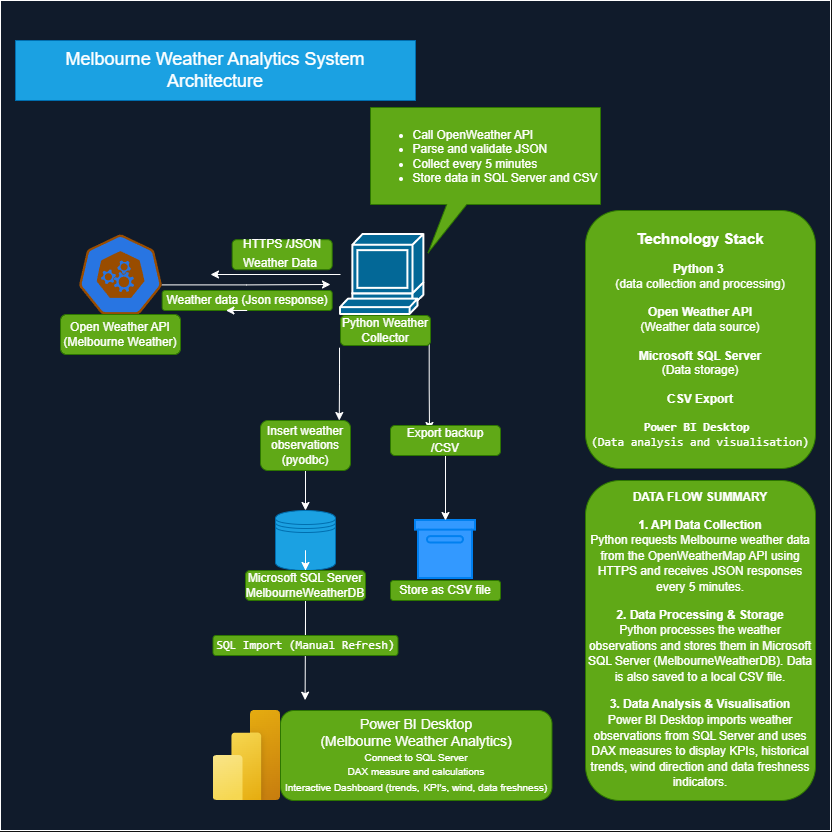 Melbourne Weather Analytics System
Architecture
• Call OpenWeather API
• Parse and validate JSON
• Collect every 5 minutes
• Store data in SQL Server and CSV
HTTPS /JSON
Weather Data
Weather data (Json response)
Open Weather API
(Melbourne Weather)
Python Weather
Collector
Insert weather
observations
(pyodbc)
Export backup
/CSV
Microsoft SQL Server
MelbourneWeatherDB
Store as CSV file
SQL Import (Manual Refresh)
Power BI Desktop
(Melbourne Weather Analytics)
Connect to SQL Server
DAX measure and calculations
Interactive Dashboard (trends, KPI's, wind, data freshness)
Technology Stack
Python 3
(data collection and processing)
Open Weather API
(Weather data source)
Microsoft SQL Server
(Data storage)
CSV Export
Power BI Desktop
(Data analysis and visualisation)
DATA FLOW SUMMARY
1. API Data Collection
Python requests Melbourne weather data
from the OpenWeatherMap API using
HTTPS and receives JSON responses
every 5 minutes.
2. Data Processing & Storage
Python processes the weather
observations and stores them in Microsoft
SQL Server (MelbourneWeatherDB). Data
is also saved to a local CSV file.
3. Data Analysis & Visualisation
Power BI Desktop imports weather
observations from SQL Server and uses
DAX measures to display KPIs, historical
trends, wind direction and data freshness
indicators.